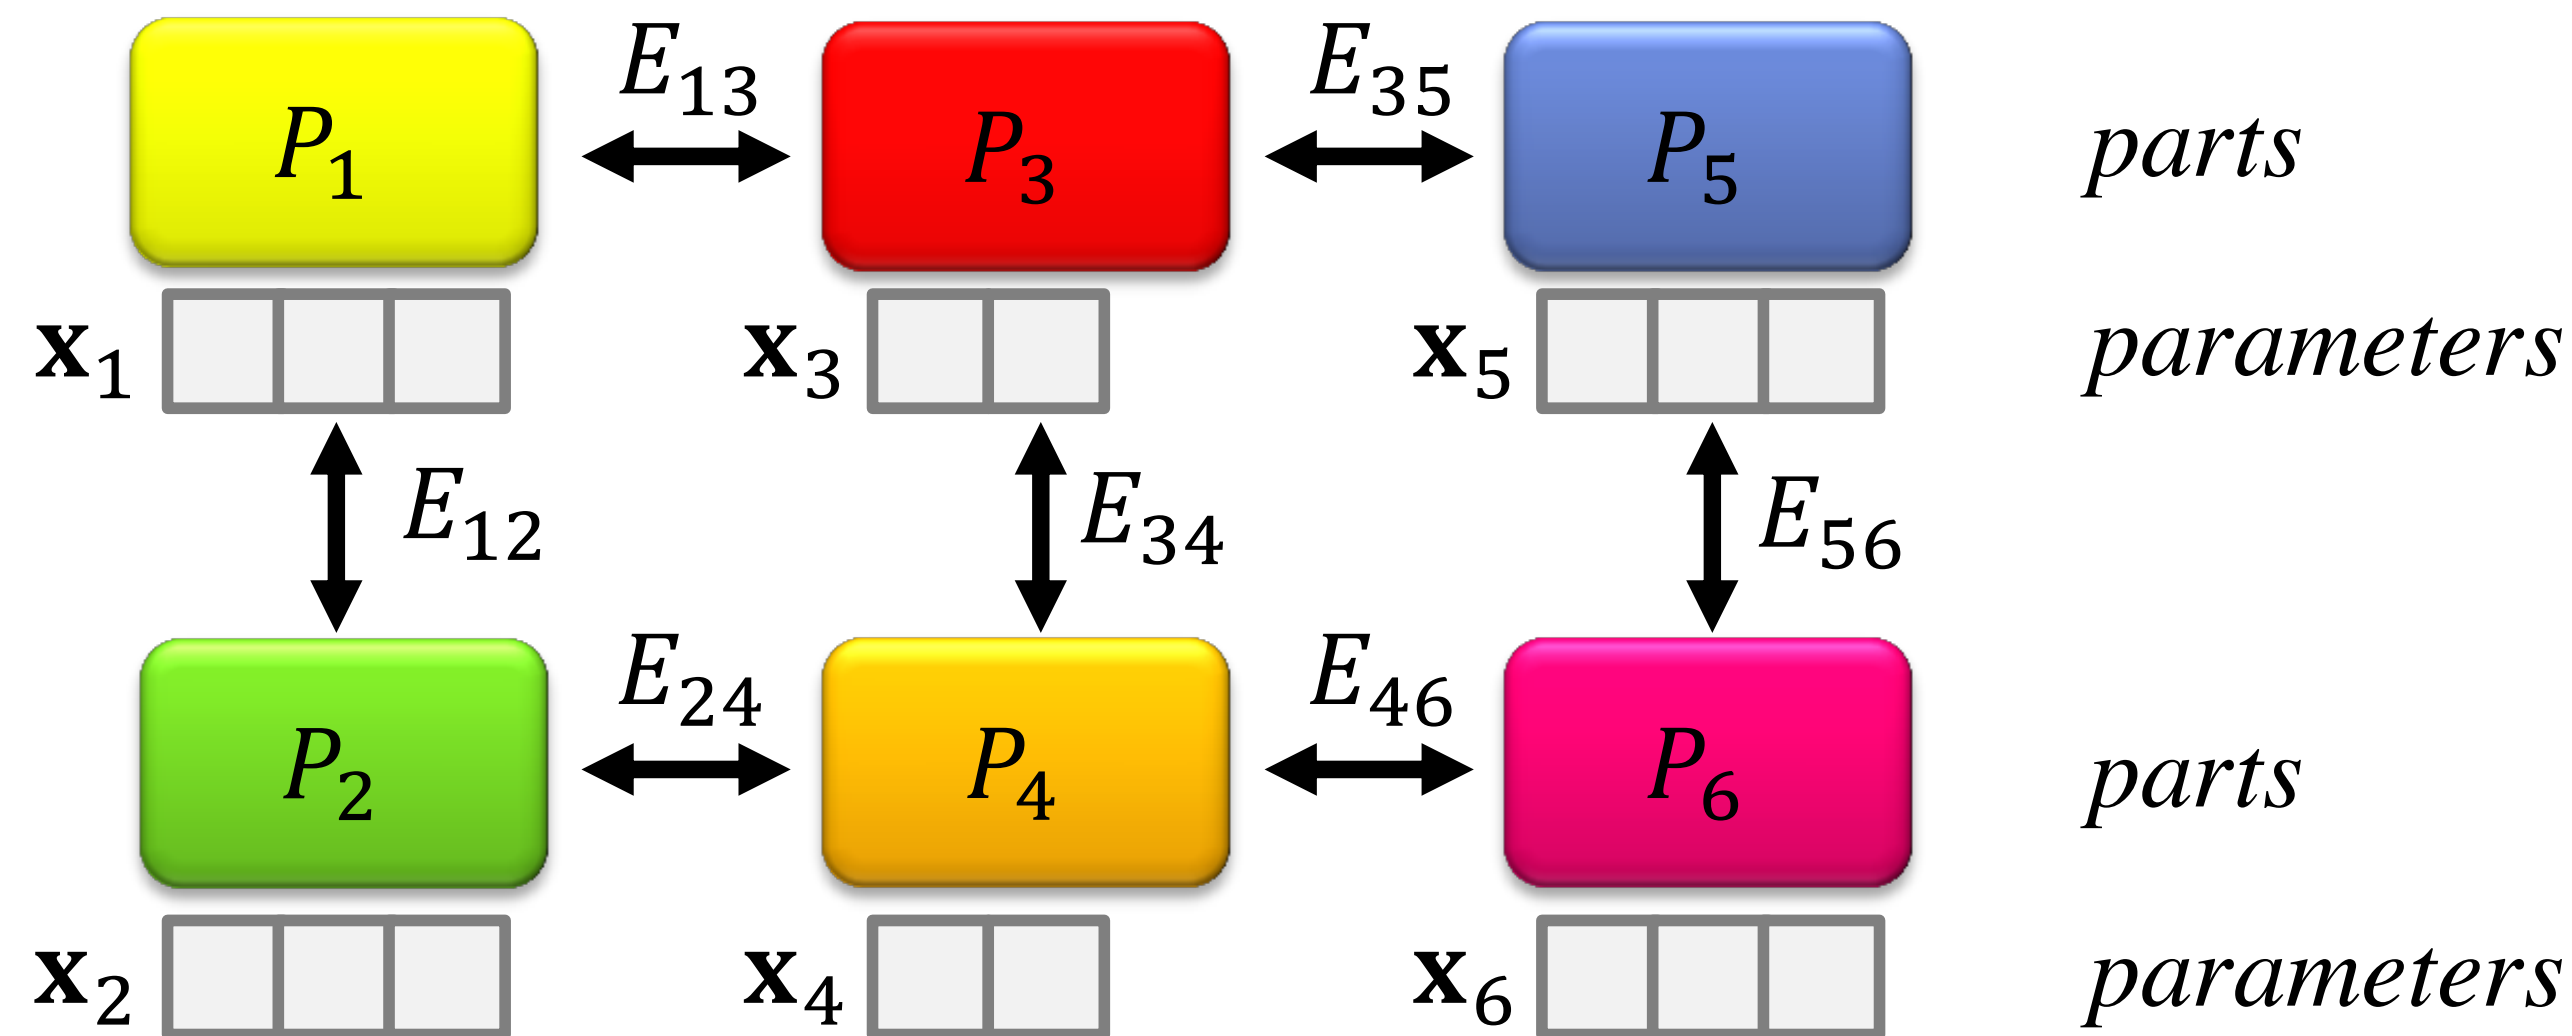 E₁₃ E₃₅
P₁ P₃ P₅ parts
x₁ x₃ x₅ parameters
E₁₂ E₃₄ E₅₆
E₂₄ E₄₆
P₂ P₄ P₆ parts
x₂ x₄ x₆ parameters